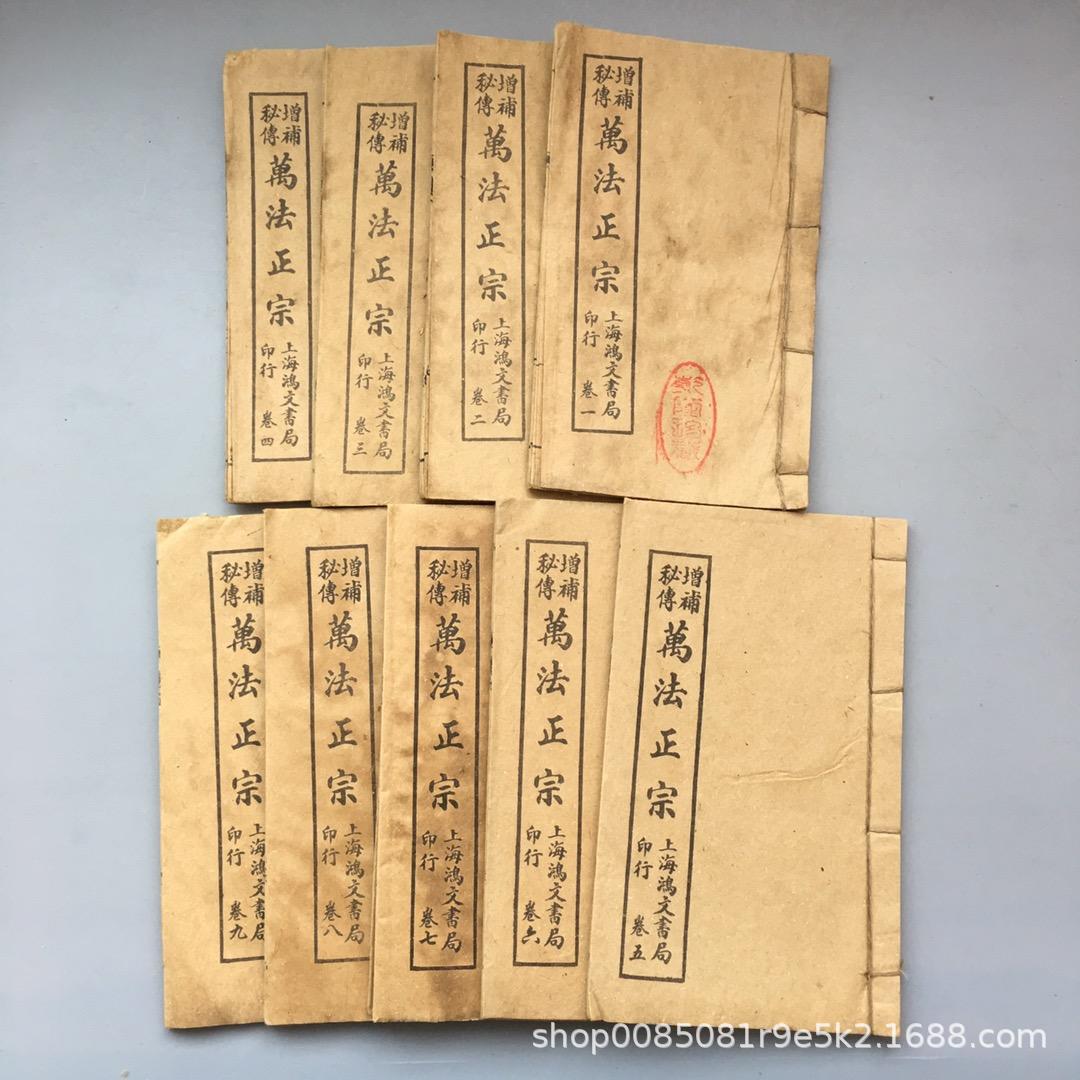 增補
秘傳
萬法正宗
上海鴻文書局
印行 卷一
增補
秘傳
萬法正宗
上海鴻文書局
印行 卷二
增補
秘傳
萬法正宗
上海鴻文書局
印行 卷三
增補
秘傳
萬法正宗
上海鴻文書局
印行 卷四
增補
秘傳
萬法正宗
上海鴻文書局
印行 卷五
增補
秘傳
萬法正宗
上海鴻文書局
印行 卷六
增補
秘傳
萬法正宗
上海鴻文書局
印行 卷七
增補
秘傳
萬法正宗
上海鴻文書局
印行 卷八
增補
秘傳
萬法正宗
上海鴻文書局
印行 卷九
shop0085081r9e5k2.1688.com